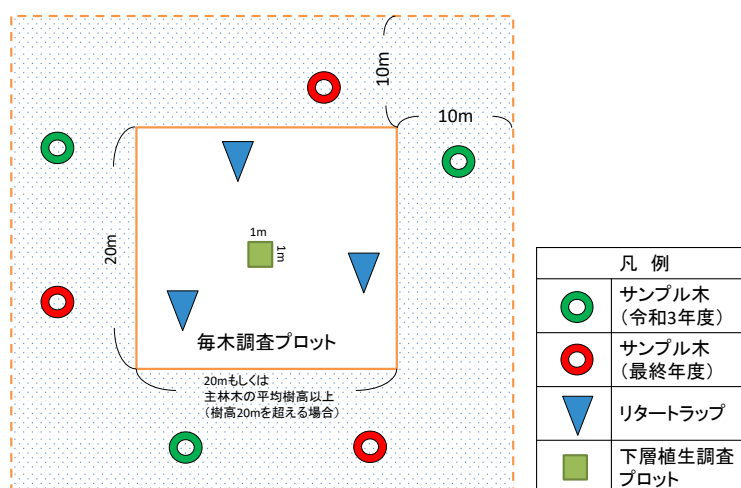 10m
10m
20m
1m
1m
毎木調査プロット
20mもしくは
主林木の平均樹高以上
（樹高20mを超える場合）
凡 例
サンプル木
（令和3年度）
サンプル木
（最終年度）
リタートラップ
下層植生調査
プロット